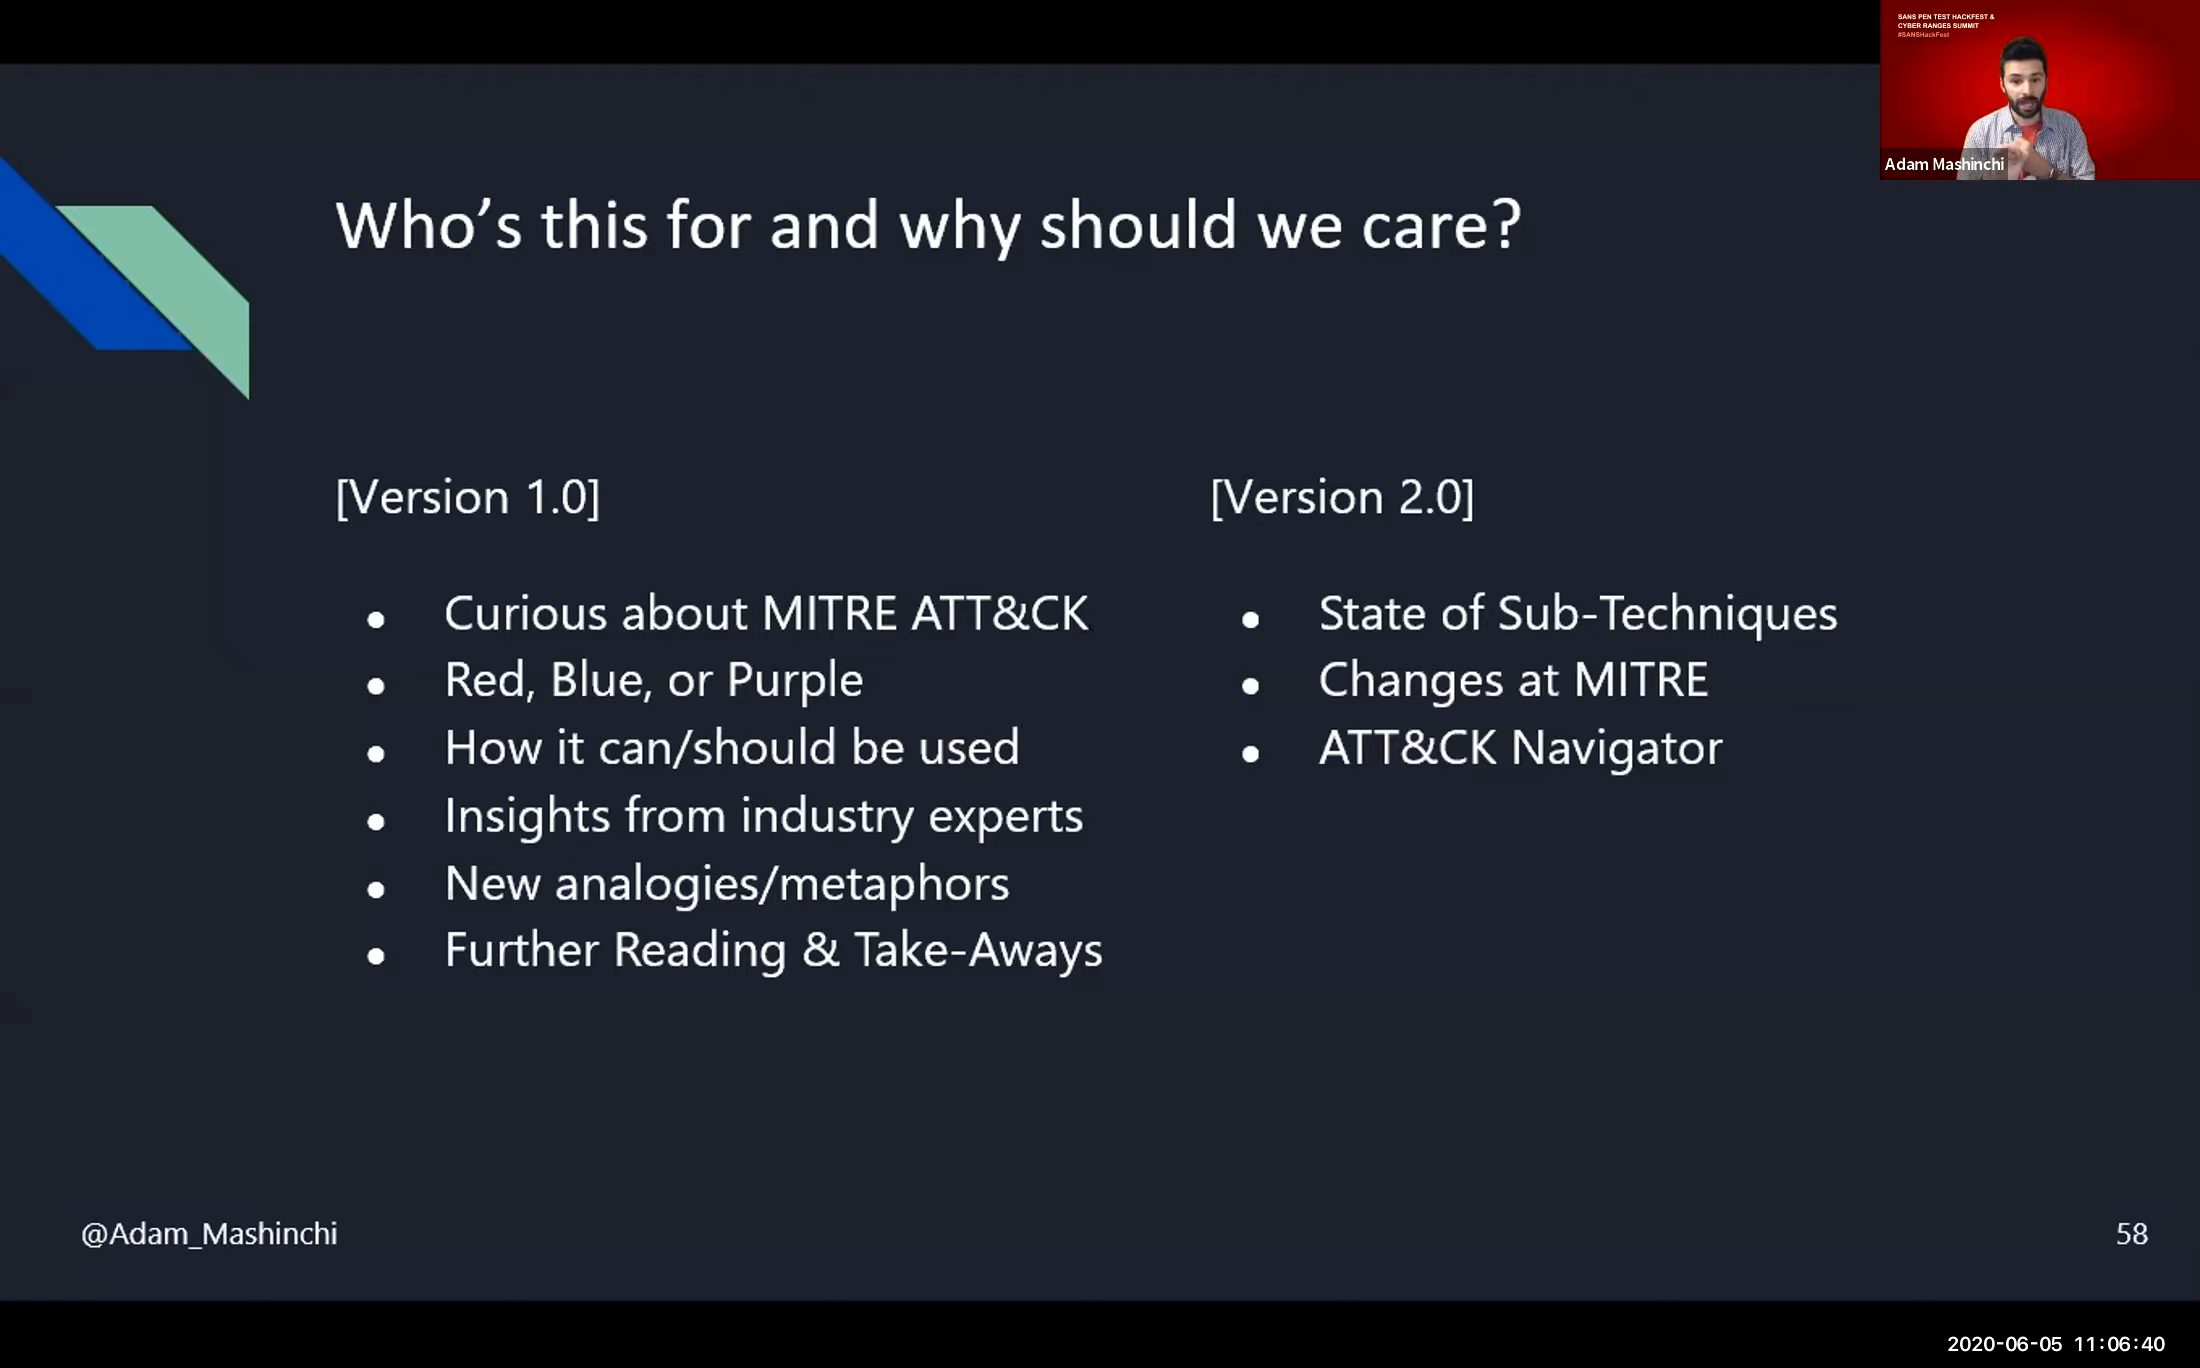 SANS PEN TEST HACKFEST &
CYBER RANGES SUMMIT
#SANSHackFest
Adam Mashinchi
Who’s this for and why should we care?
[Version 1.0]
• Curious about MITRE ATT&CK
• Red, Blue, or Purple
• How it can/should be used
• Insights from industry experts
• New analogies/metaphors
• Further Reading & Take-Aways
[Version 2.0]
• State of Sub-Techniques
• Changes at MITRE
• ATT&CK Navigator
@Adam_Mashinchi
58
2020-06-05 11:06:40